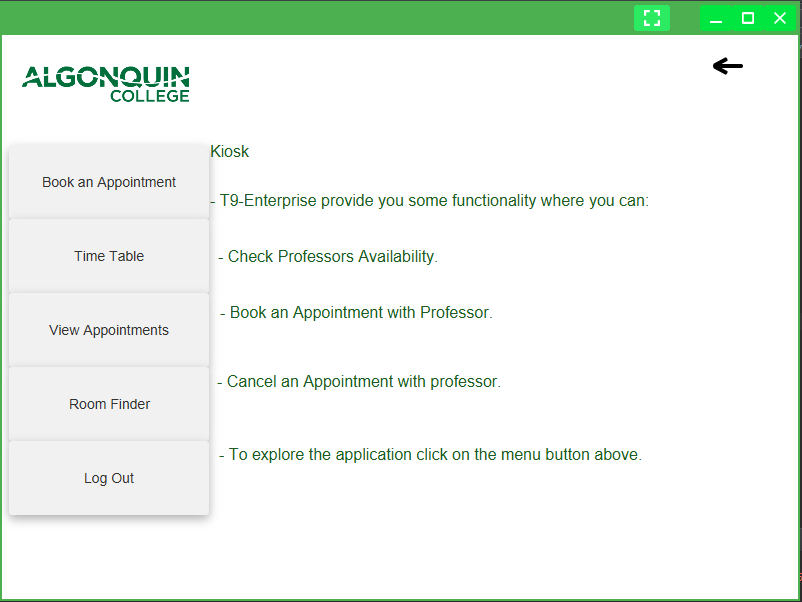 ALGONQUIN
COLLEGE
Book an Appointment
Time Table
View Appointments
Room Finder
Log Out
Kiosk
- T9-Enterprise provide you some functionality where you can:
- Check Professors Availability.
- Book an Appointment with Professor.
- Cancel an Appointment with professor.
- To explore the application click on the menu button above.